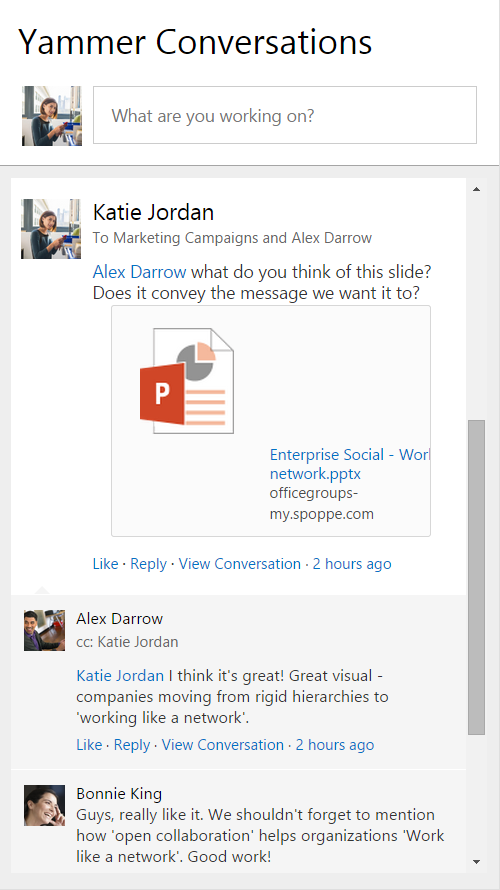 Yammer Conversations
What are you working on?
Katie Jordan
To Marketing Campaigns and Alex Darrow
Alex Darrow what do you think of this slide?
Does it convey the message we want it to?
P
Enterprise Social - Worl
network.pptx
officegroups-
my.spoppe.com
Like · Reply · View Conversation · 2 hours ago
Alex Darrow
cc: Katie Jordan
Katie Jordan I think it's great! Great visual -
companies moving from rigid hierarchies to
'working like a network'.
Like · Reply · View Conversation · 2 hours ago
Bonnie King
Guys, really like it. We shouldn't forget to mention
how 'open collaboration' helps organizations 'Work
like a network'. Good work!